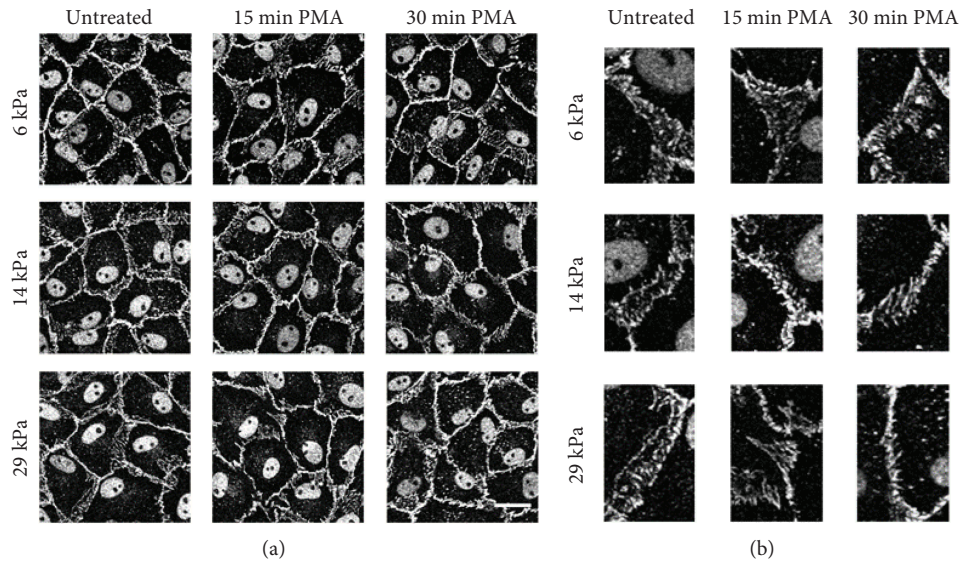 Untreated 15 min PMA 30 min PMA Untreated 15 min PMA 30 min PMA
6 kPa 6 kPa
14 kPa 14 kPa
29 kPa 29 kPa
(a) (b)